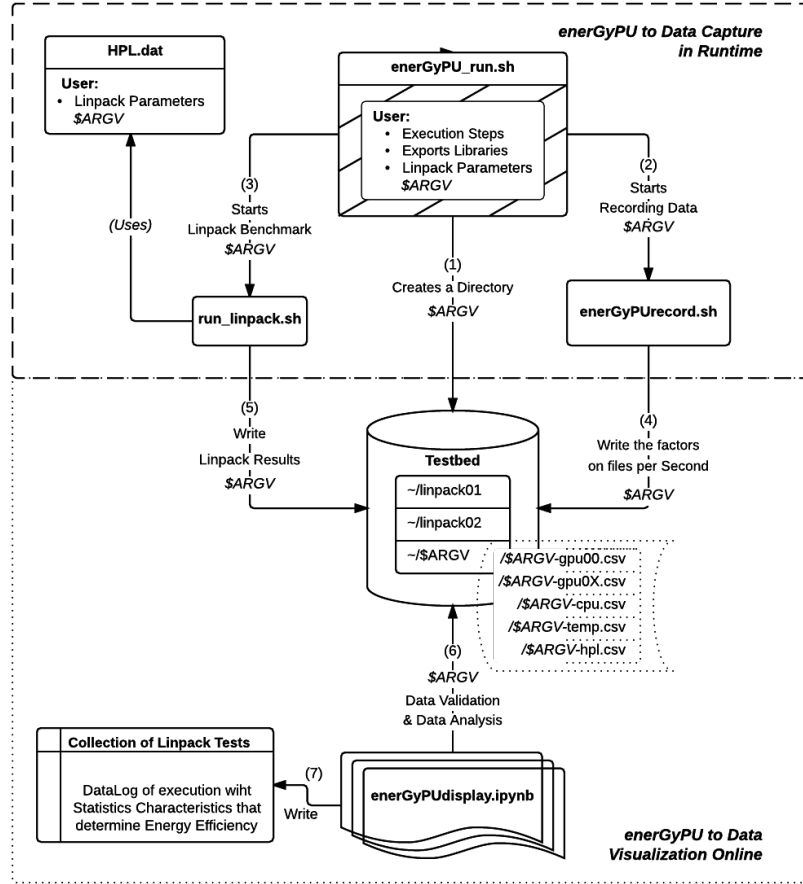 enerGyPU to Data Capture
in Runtime
HPL.dat
User:
• Linpack Parameters
$ARGV
enerGyPU_run.sh
User:
• Execution Steps
• Exports Libraries
• Linpack Parameters
$ARGV
(3)
Starts
Linpack Benchmark
$ARGV
(2)
Starts
Recording Data
$ARGV
(Uses)
(1)
Creates a Directory
$ARGV
run_linpack.sh
enerGyPUrecord.sh
(5)
Write
Linpack Results
$ARGV
(4)
Write the factors
on files per Second
$ARGV
Testbed
~/linpack01
~/linpack02
~/$ARGV
/$ARGV-gpu00.csv
/$ARGV-gpu0X.csv
/$ARGV-cpu.csv
/$ARGV-temp.csv
/$ARGV-hpl.csv
(6)
$ARGV
Data Validation
& Data Analysis
Collection of Linpack Tests
DataLog of execution wiht
Statistics Characteristics that
determine Energy Efficiency
(7)
Write
enerGyPUdisplay.ipynb
enerGyPU to Data
Visualization Online